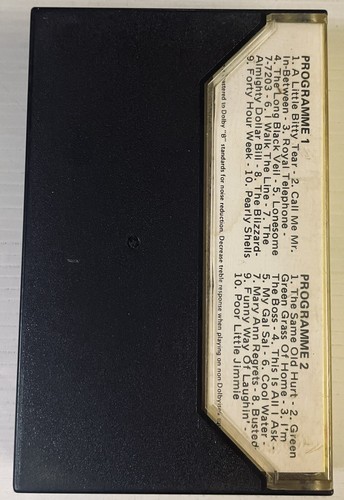 PROGRAMME 1
1. A Little Bitty Tear - 2. Call Me Mr.
In-Between - 3. Royal Telephone -
4. The Long Black Veil - 5. Lonesome
7-7203 - 6. I Walk The Line - 7. The
Almighty Dollar Bill - 8. The Blizzard-
9. Forty Hour Week - 10. Pearly Shells
PROGRAMME 2
1. The Same Old Hurt - 2. Green
Green Grass Of Home - 3. I'm
The Boss - 4. This Is All I Ask -
5. My Gal Sal - 6. Cool Water -
7. Mary Ann Regrets - 8. Busted-
9. Funny Way Of Laughin' -
10. Poor Little Jimmie
in Dolby "B" standards for noise reduction. Decrease treble response when playing on non-Dolby